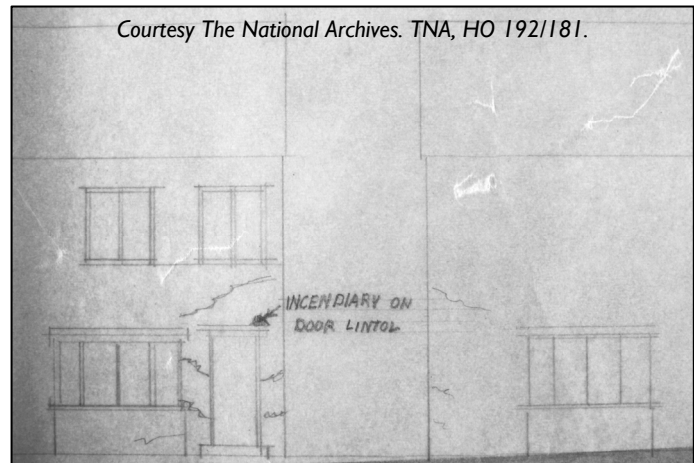 Courtesy The National Archives. TNA, HO 192/181.
INCENDIARY ON
DOOR LINTOL